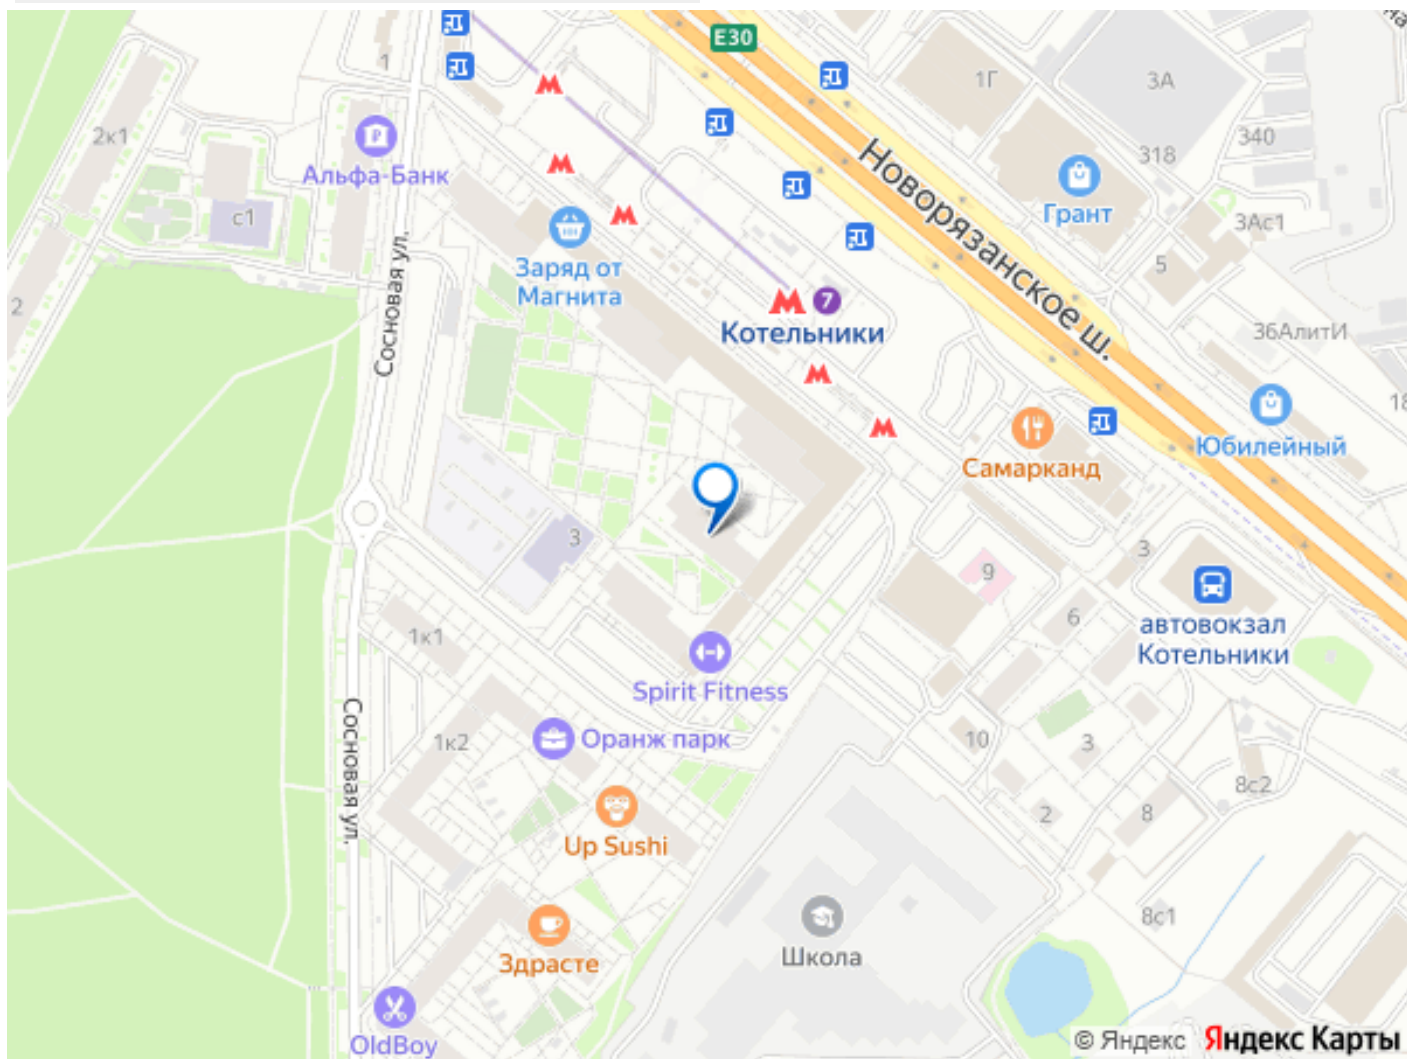 E30
1
1Г
3А
2к1
340
Альфа-Банк
318
Новорязанское ш.
Грант
с1
3Ас1
Сосновая ул.
Заряд от
Магнита
5
7
Котельники
2
36АлитИ
18
Юбилейный
Самарканд
3
3
9
автовокзал
Котельники
6
1к1
Spirit Fitness
Сосновая ул.
1к2
Оранж парк
10
3
8с2
2
8
Up Sushi
8с1
Школа
Здрасте
OldBoy
© Яндекс Яндекс Карты